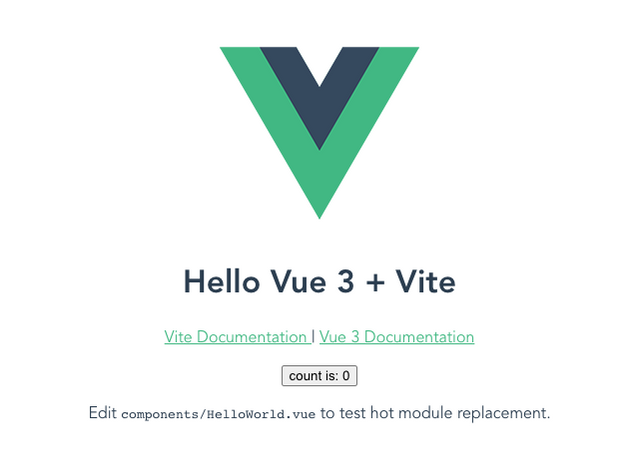 Hello Vue 3 + Vite
Vite Documentation | Vue 3 Documentation
count is: 0
Edit components/HelloWorld.vue to test hot module replacement.